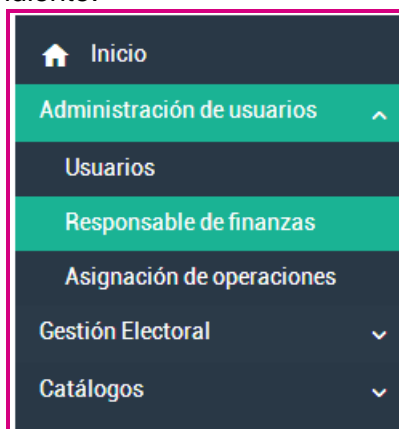 Inicio
Administración de usuarios
Usuarios
Responsable de finanzas
Asignación de operaciones
Gestión Electoral
Catálogos